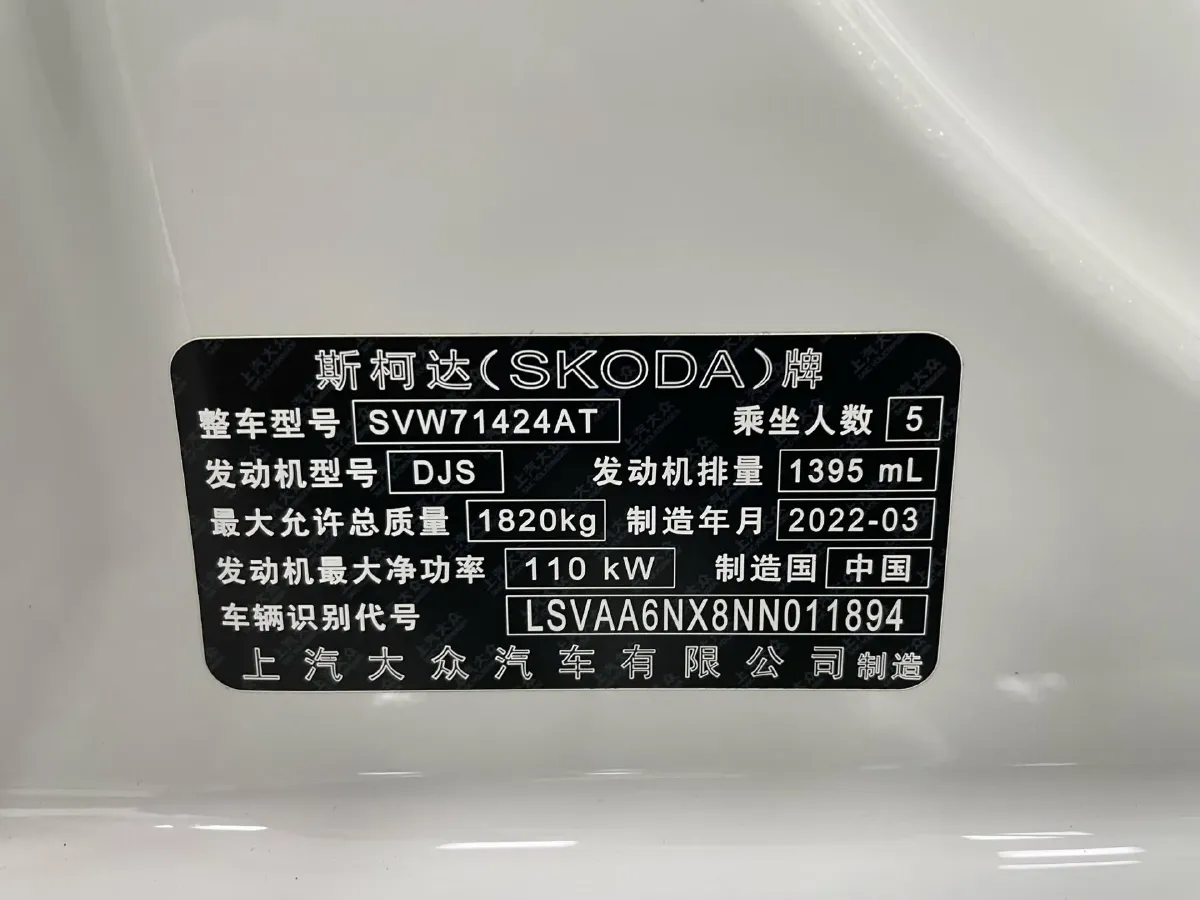 斯柯达(SKODA)牌
整车型号 SVW71424AT 乘坐人数 5
发动机型号 DJS 发动机排量 1395 mL
最大允许总质量 1820kg 制造年月 2022-03
发动机最大净功率 110 kW 制造国 中国
车辆识别代号 LSVAA6NX8NN011894
上汽大众汽车有限公司制造